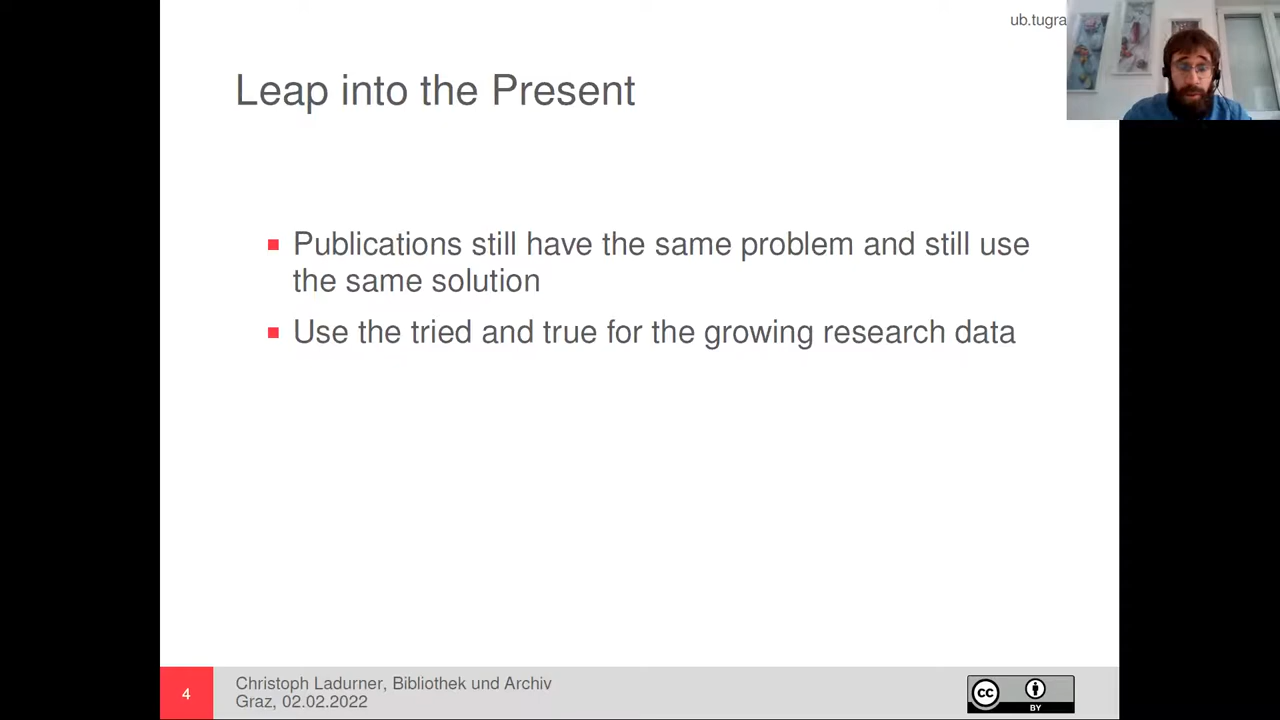 ub.tugra
Leap into the Present
Publications still have the same problem and still use
the same solution
Use the tried and true for the growing research data
4
Christoph Ladurner, Bibliothek und Archiv
Graz, 02.02.2022
cc
BY